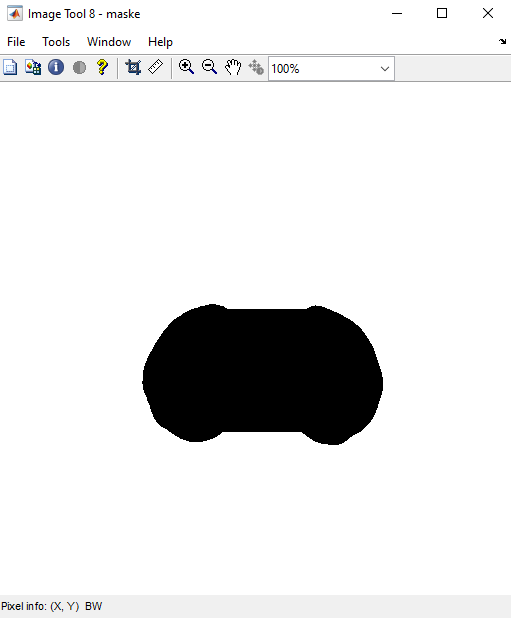 Image Tool 8 - maske
File Tools Window Help
100%
Pixel info: (X, Y) BW